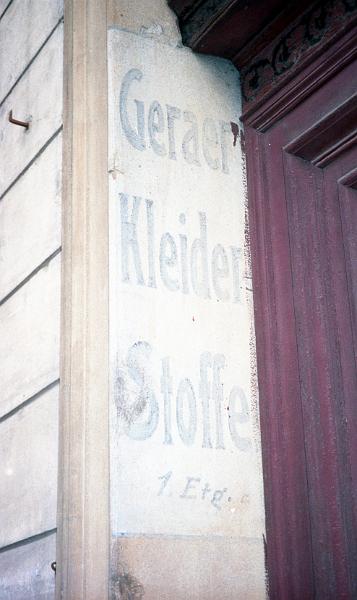 Geraer
Kleider
Stoffe
1. Etg.